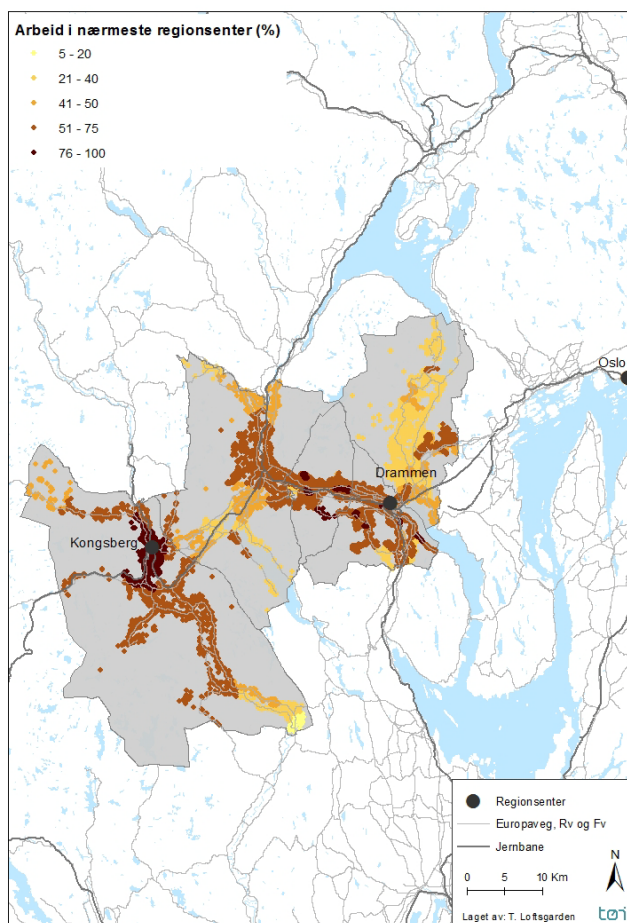 Arbeid i nærmeste regionsenter (%)
5 - 20
21 - 40
41 - 50
51 - 75
76 - 100
Oslo
Drammen
Kongsberg
Regionsenter
Europaveg, Rv og Fv
Jernbane
N
0 5 10 Km
Laget av: T. Loftsgarden
tøi